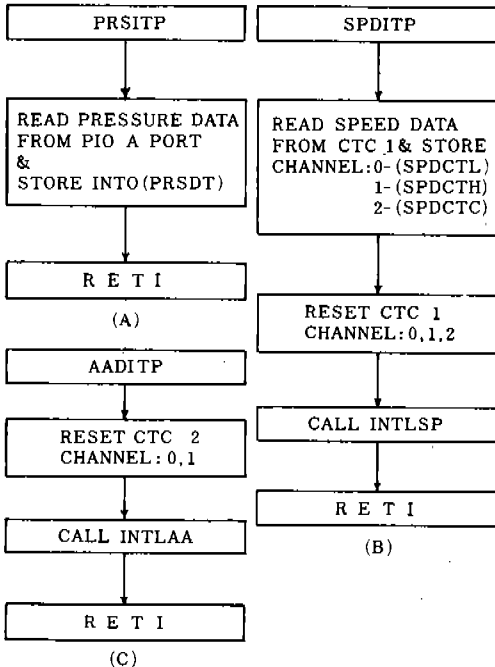 PRSITP
READ PRESSURE DATA
FROM PIO A PORT
&
STORE INTO(PRSDT)
R E T I
(A)
AADITP
RESET CTC 2
CHANNEL: 0,1
CALL INTLAA
R E T I
(C)
SPDITP
READ SPEED DATA
FROM CTC 1 & STORE
CHANNEL:0-(SPDCTL)
1-(SPDCTH)
2-(SPDCTC)
RESET CTC 1
CHANNEL: 0,1,2
CALL INTLSP
R E T I
(B)